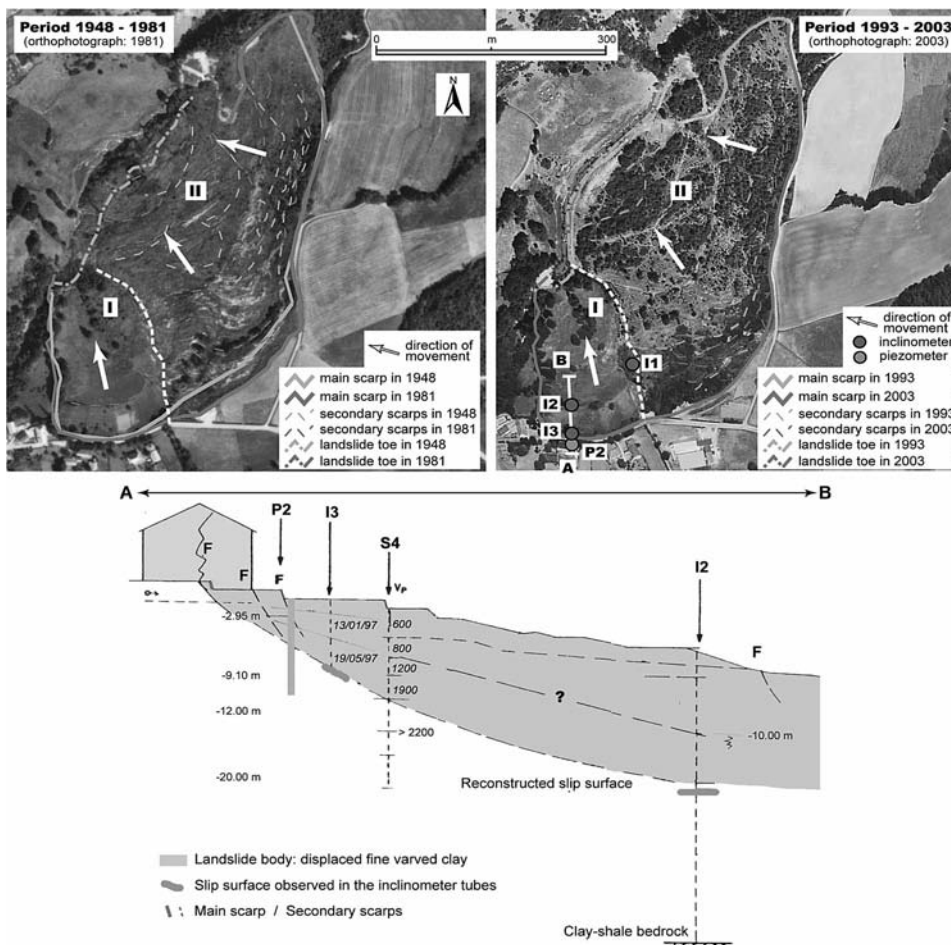 Period 1948 - 1981
(orthophotograph: 1981)
0 m 300
Period 1993 - 2003
(orthophotograph: 2003)
N
II
I
direction of
movement
main scarp in 1948
main scarp in 1981
secondary scarps in 1948
secondary scarps in 1981
landslide toe in 1948
landslide toe in 1981
II
I
B
I1
I2
I3
P2
A
direction of
movement
inclinometer
piezometer
main scarp in 1993
main scarp in 2003
secondary scarps in 1993
secondary scarps in 2003
landslide toe in 1993
landslide toe in 2003
A B
P2
I3
S4
I2
F
F
F
F
VP
-2.95 m
13/01/97
600
800
19/05/97
1200
-9.10 m
1900
-12.00 m
?
> 2200
-10.00 m
-20.00 m
Reconstructed slip surface
Landslide body: displaced fine varved clay
Slip surface observed in the inclinometer tubes
Main scarp / Secondary scarps
Clay-shale bedrock